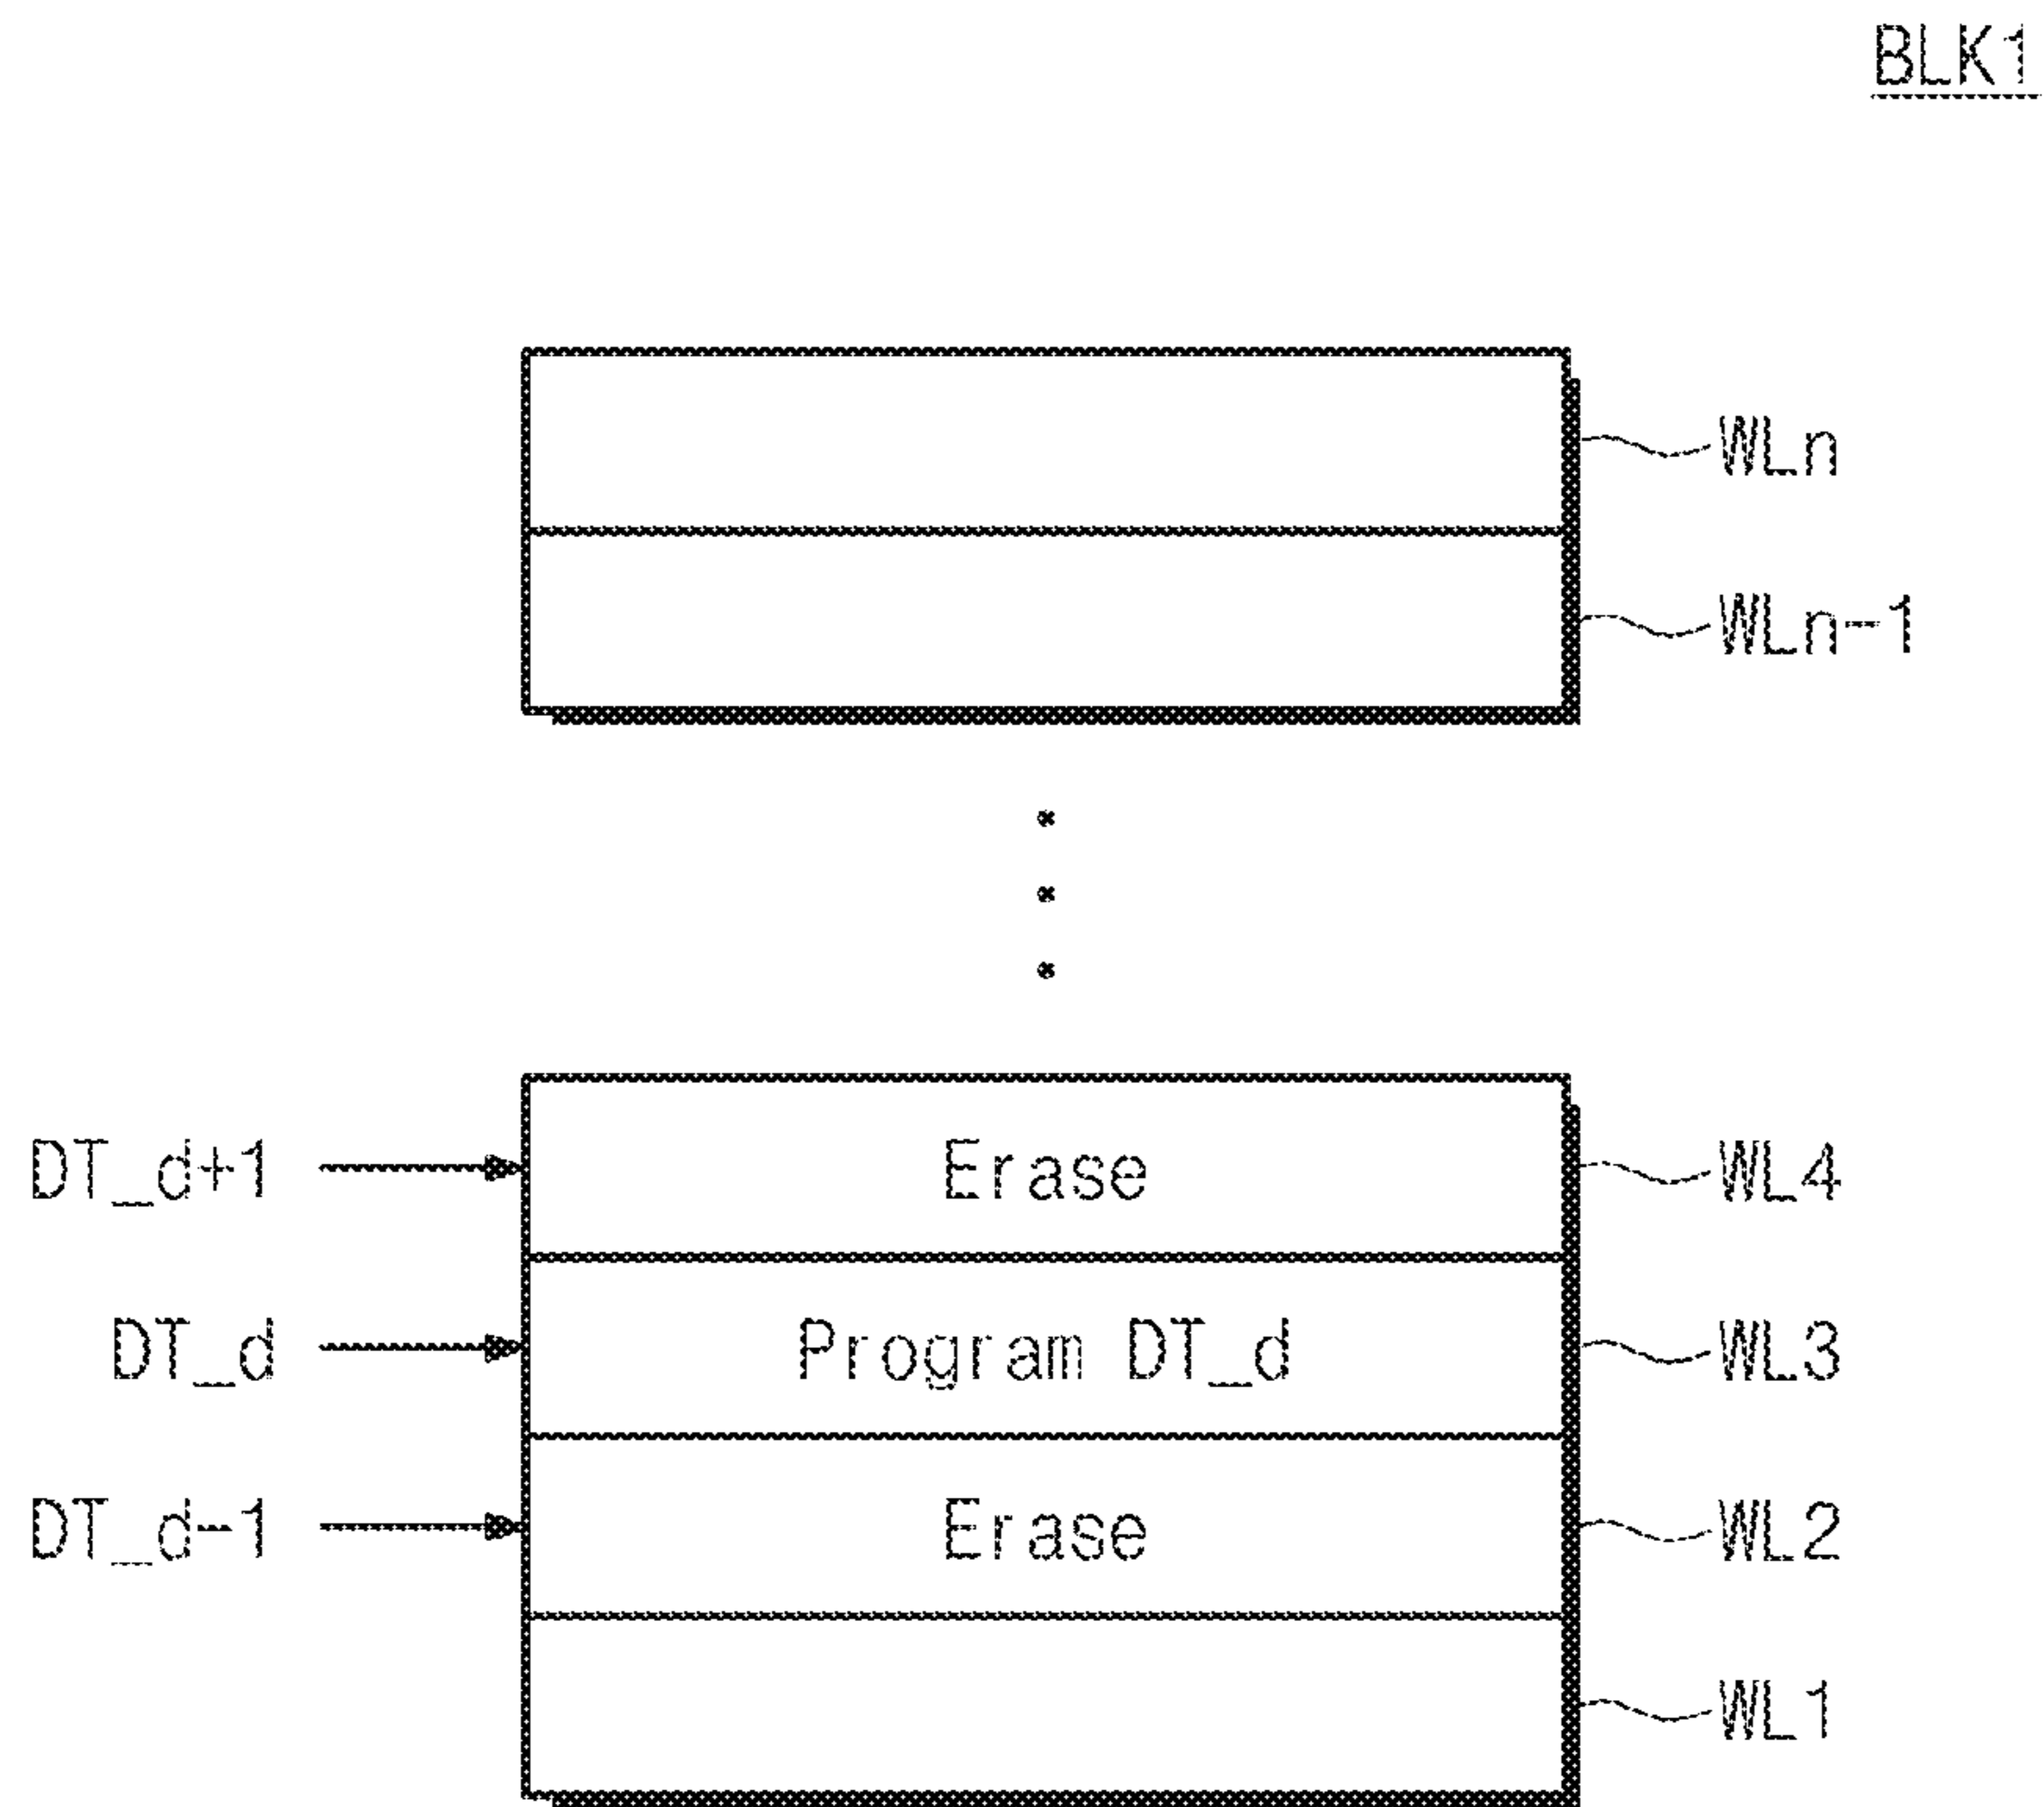 BLK1
WLn
WLn-1
DT_d+1 Erase WL4
DT_d Program DT_d WL3
DT_d-1 Erase WL2
WL1